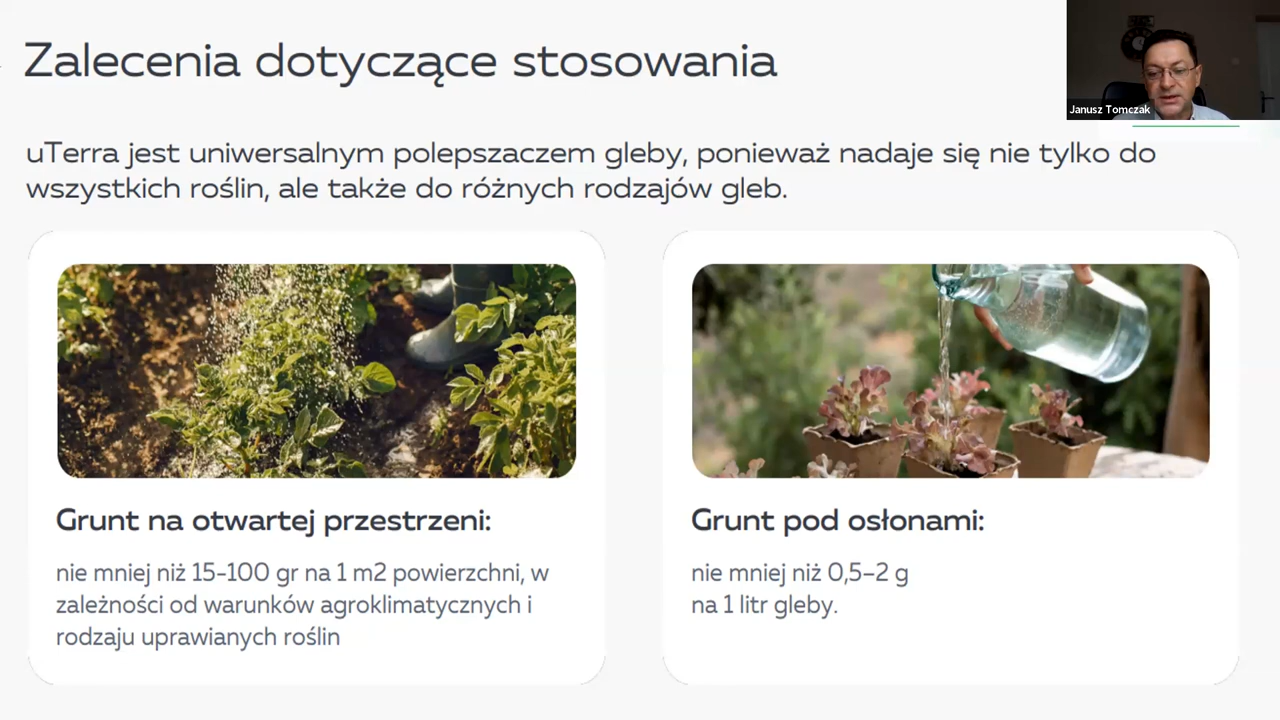 Zalecenia dotyczące stosowania
Janusz Tomczak
uTerra jest uniwersalnym polepszaczem gleby, ponieważ nadaje się nie tylko do
wszystkich roślin, ale także do różnych rodzajów gleb.
Grunt na otwartej przestrzeni:
nie mniej niż 15-100 gr na 1 m2 powierzchni, w
zależności od warunków agroklimatycznych i
rodzaju uprawianych roślin
Grunt pod osłonami:
nie mniej niż 0,5–2 g
na 1 litr gleby.